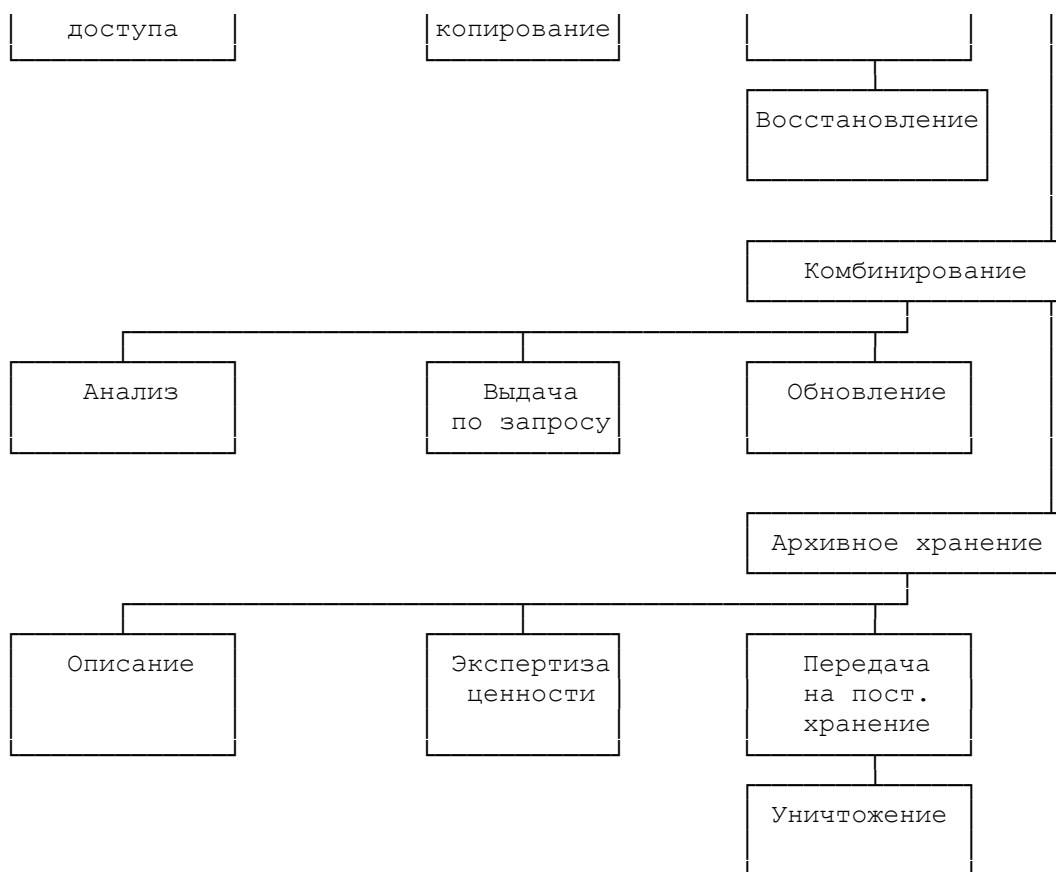 доступа
копирование
Восстановление
Комбинирование
Анализ
Выдача
по запросу
Обновление
Архивное хранение
Описание
Экспертиза
ценности
Передача
на пост.
хранение
Уничтожение